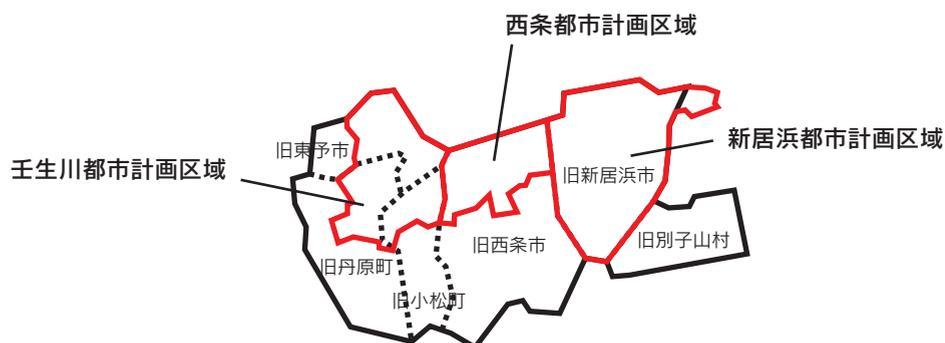 西条都市計画区域
新居浜都市計画区域
旧東予市
壬生川都市計画区域
旧新居浜市
旧西条市
旧別子山村
旧丹原町
旧小松町